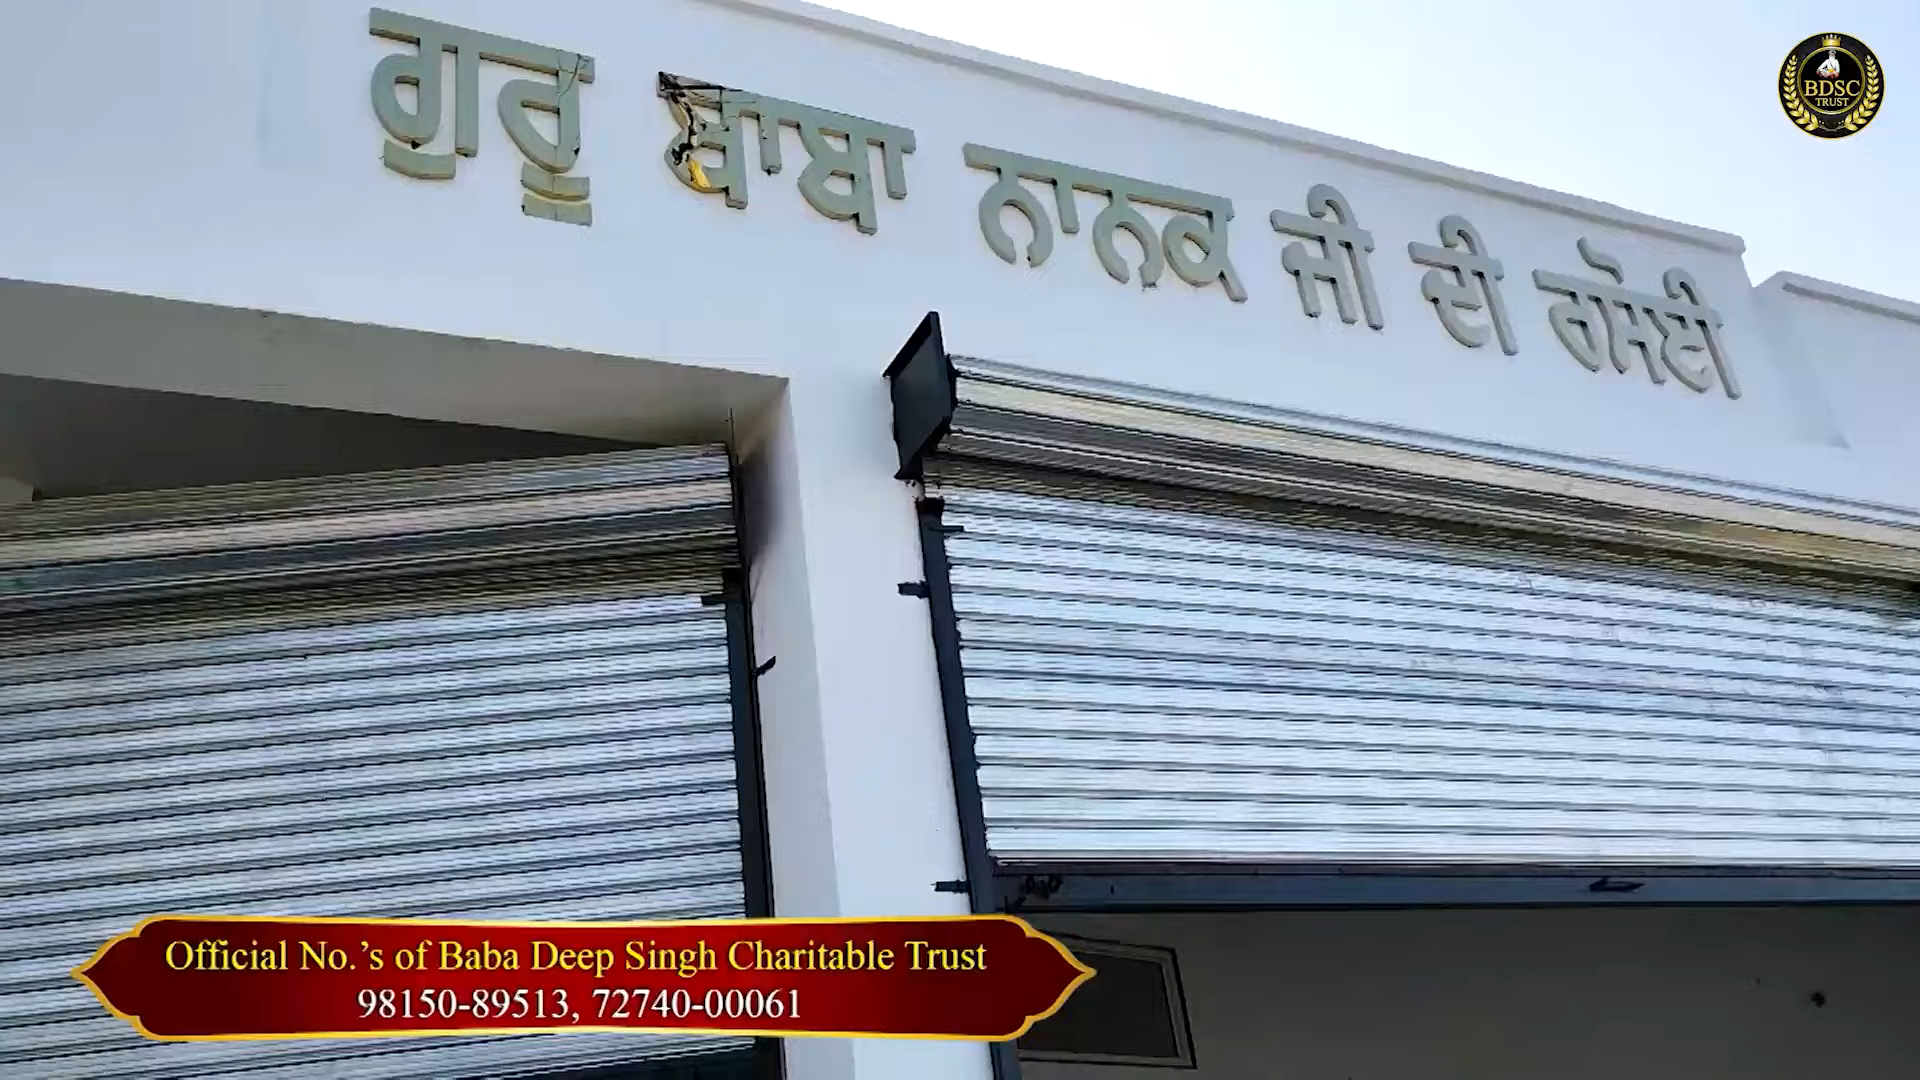 ਗੁਰੂ ਬਾਬਾ ਨਾਨਕ ਜੀ ਦੀ ਰਸੋਈ
BDSC
TRUST
Official No.’s of Baba Deep Singh Charitable Trust
98150-89513, 72740-00061